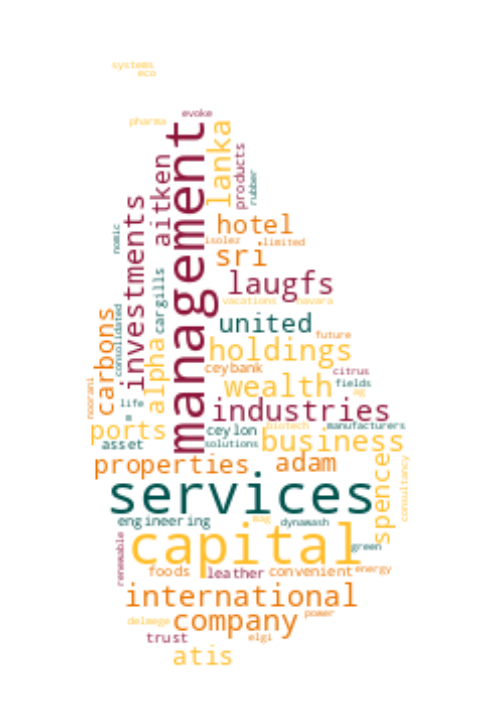 systems
eco
evoke
pharma
management
lanka
aitken
products
rubber
investments
hotel
nomic
isolez
limited
sri
cargills
laugfs
vacations
havara
carbons
consolidated
united
future
alpha
holdings
ceybank
citrus
wealth
fields
noorani
life
ag
industries
m
ports
ceylon
biotech
manufacturers
asset
solutions
business
properties
adam
spence
consultancy
services
engineering
mag
dynawash
capital
renewable
green
foods
leather
convenient
energy
international
power
delmege
company
trust
elgi
atis